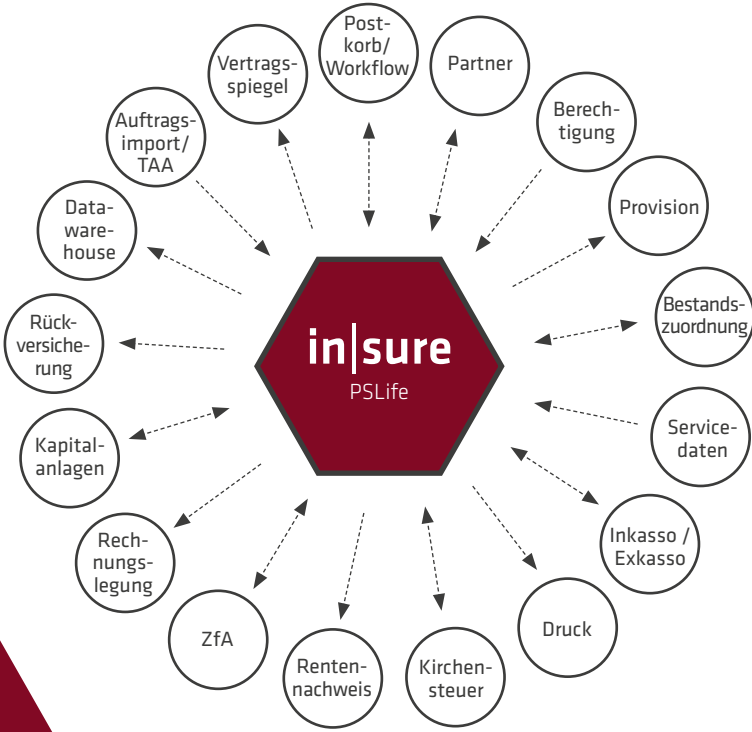 Post-
korb/
Workflow
Partner
Berech-
tigung
Provision
Bestands-
zuordnung
Service-
daten
Inkasso /
Exkasso
Druck
Kirchen-
steuer
Renten-
nachweis
ZfA
Rech-
nungs-
legung
Kapital-
anlagen
Rück-
versiche-
rung
Data-
ware-
house
Auftrags-
import/
TAA
Vertrags-
spiegel
in|sure
PSLife